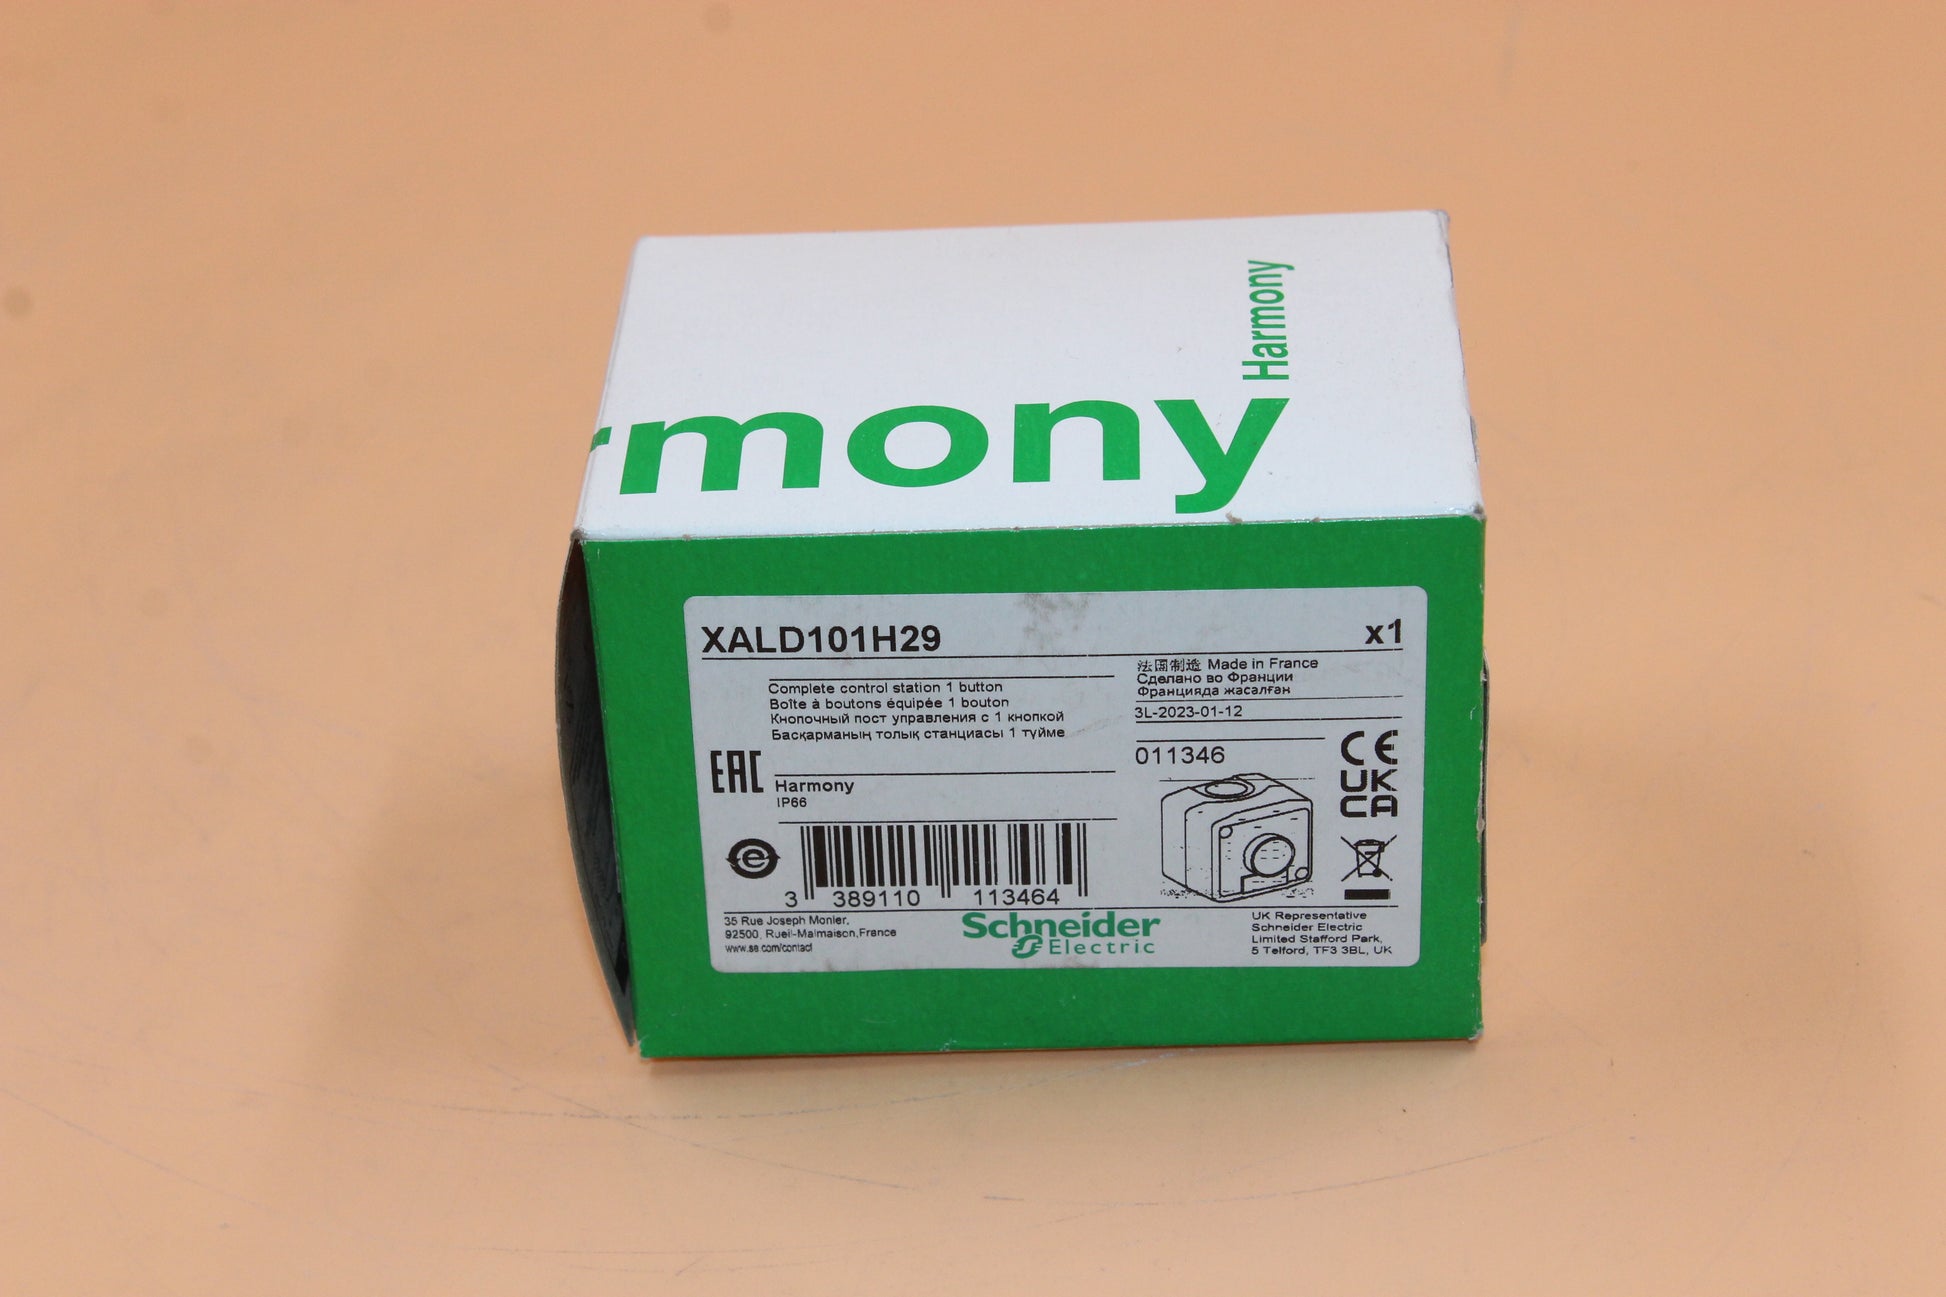 Harmony
rmony
XALD101H29
x1
Complete control station 1 button
Boîte à boutons équipée 1 bouton
Кнопочный пост управления с 1 кнопкой
Басқарманың толық станциасы 1 түйме
法国制造 Made in France
Сделано во Франции
Францияда жасалған
3L-2023-01-12
011346
EAC
Harmony
IP66
CE
UK
CA
e
3 389110 113464
35 Rue Joseph Monier,
92500, Rueil-Malmaison,France
www.se.com/contact
Schneider
Electric
UK Representative
Schneider Electric
Limited Stafford Park,
5 Telford, TF3 3BL, UK